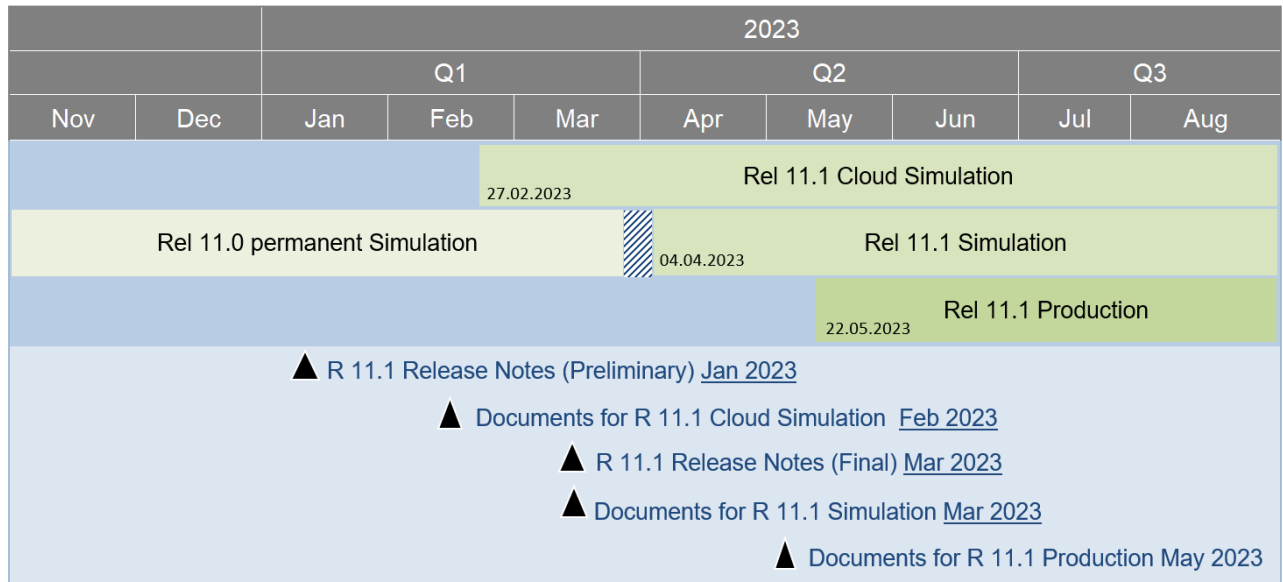 2023
Q1 Q2 Q3
Nov Dec Jan Feb Mar Apr May Jun Jul Aug
Rel 11.1 Cloud Simulation
27.02.2023
Rel 11.0 permanent Simulation Rel 11.1 Simulation
04.04.2023
Rel 11.1 Production
22.05.2023
R 11.1 Release Notes (Preliminary) Jan 2023
Documents for R 11.1 Cloud Simulation Feb 2023
R 11.1 Release Notes (Final) Mar 2023
Documents for R 11.1 Simulation Mar 2023
Documents for R 11.1 Production May 2023